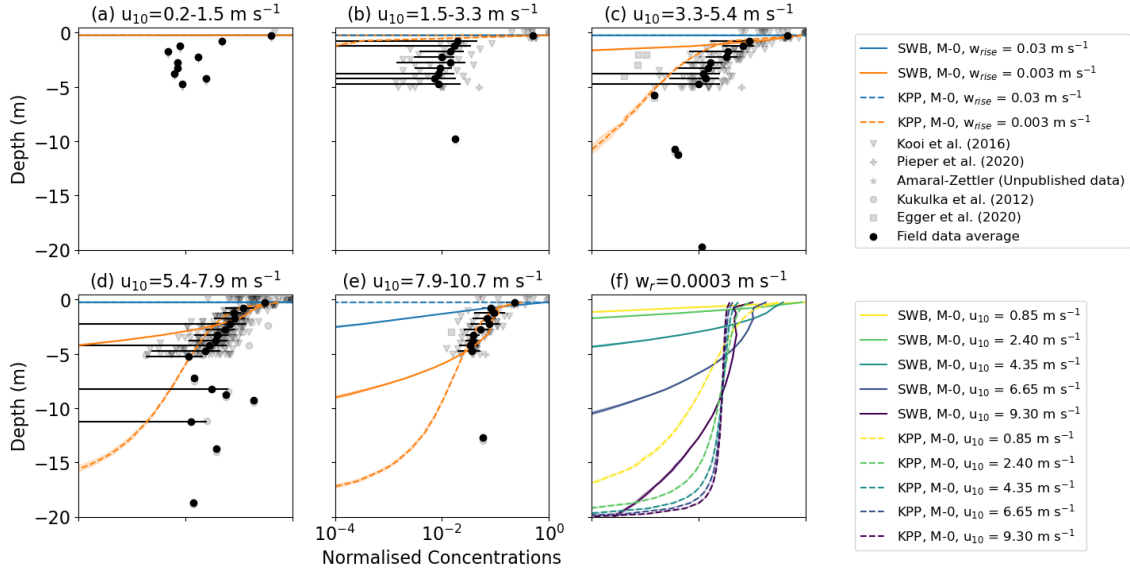 (a) u₁₀=0.2-1.5 m s⁻¹
(b) u₁₀=1.5-3.3 m s⁻¹
(c) u₁₀=3.3-5.4 m s⁻¹
0
−5
−10
−15
−20
Depth (m)
SWB, M-0, w_rise = 0.03 m s⁻¹
SWB, M-0, w_rise = 0.003 m s⁻¹
KPP, M-0, w_rise = 0.03 m s⁻¹
KPP, M-0, w_rise = 0.003 m s⁻¹
Kooi et al. (2016)
Pieper et al. (2020)
Amaral-Zettler (Unpublished data)
Kukulka et al. (2012)
Egger et al. (2020)
Field data average
(d) u₁₀=5.4-7.9 m s⁻¹
(e) u₁₀=7.9-10.7 m s⁻¹
(f) w_r=0.0003 m s⁻¹
0
−5
−10
−15
−20
Depth (m)
10⁻⁴
10⁻²
10⁰
Normalised Concentrations
SWB, M-0, u₁₀ = 0.85 m s⁻¹
SWB, M-0, u₁₀ = 2.40 m s⁻¹
SWB, M-0, u₁₀ = 4.35 m s⁻¹
SWB, M-0, u₁₀ = 6.65 m s⁻¹
SWB, M-0, u₁₀ = 9.30 m s⁻¹
KPP, M-0, u₁₀ = 0.85 m s⁻¹
KPP, M-0, u₁₀ = 2.40 m s⁻¹
KPP, M-0, u₁₀ = 4.35 m s⁻¹
KPP, M-0, u₁₀ = 6.65 m s⁻¹
KPP, M-0, u₁₀ = 9.30 m s⁻¹